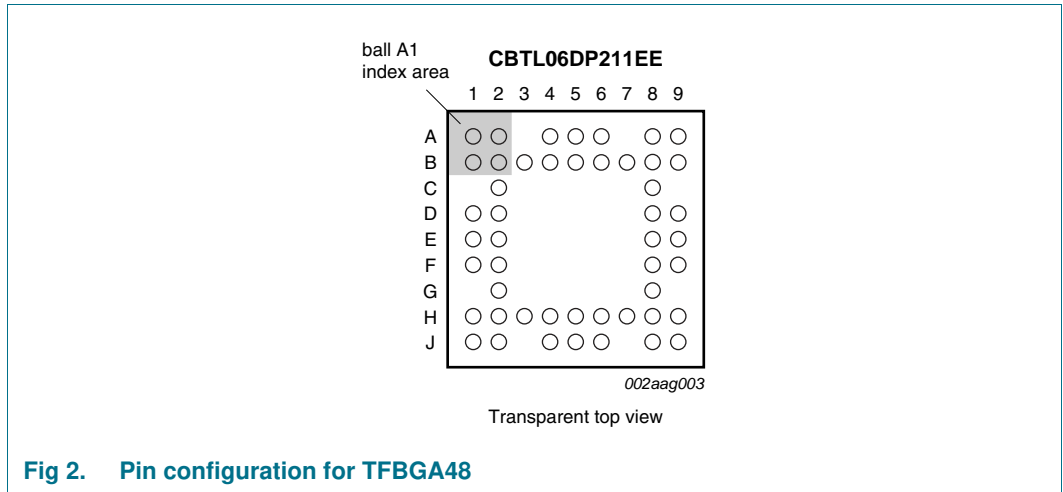 ball A1
index area
CBTL06DP211EE
1 2 3 4 5 6 7 8 9
A
B
C
D
E
F
G
H
J
002aag003
Transparent top view
Fig 2. Pin configuration for TFBGA48